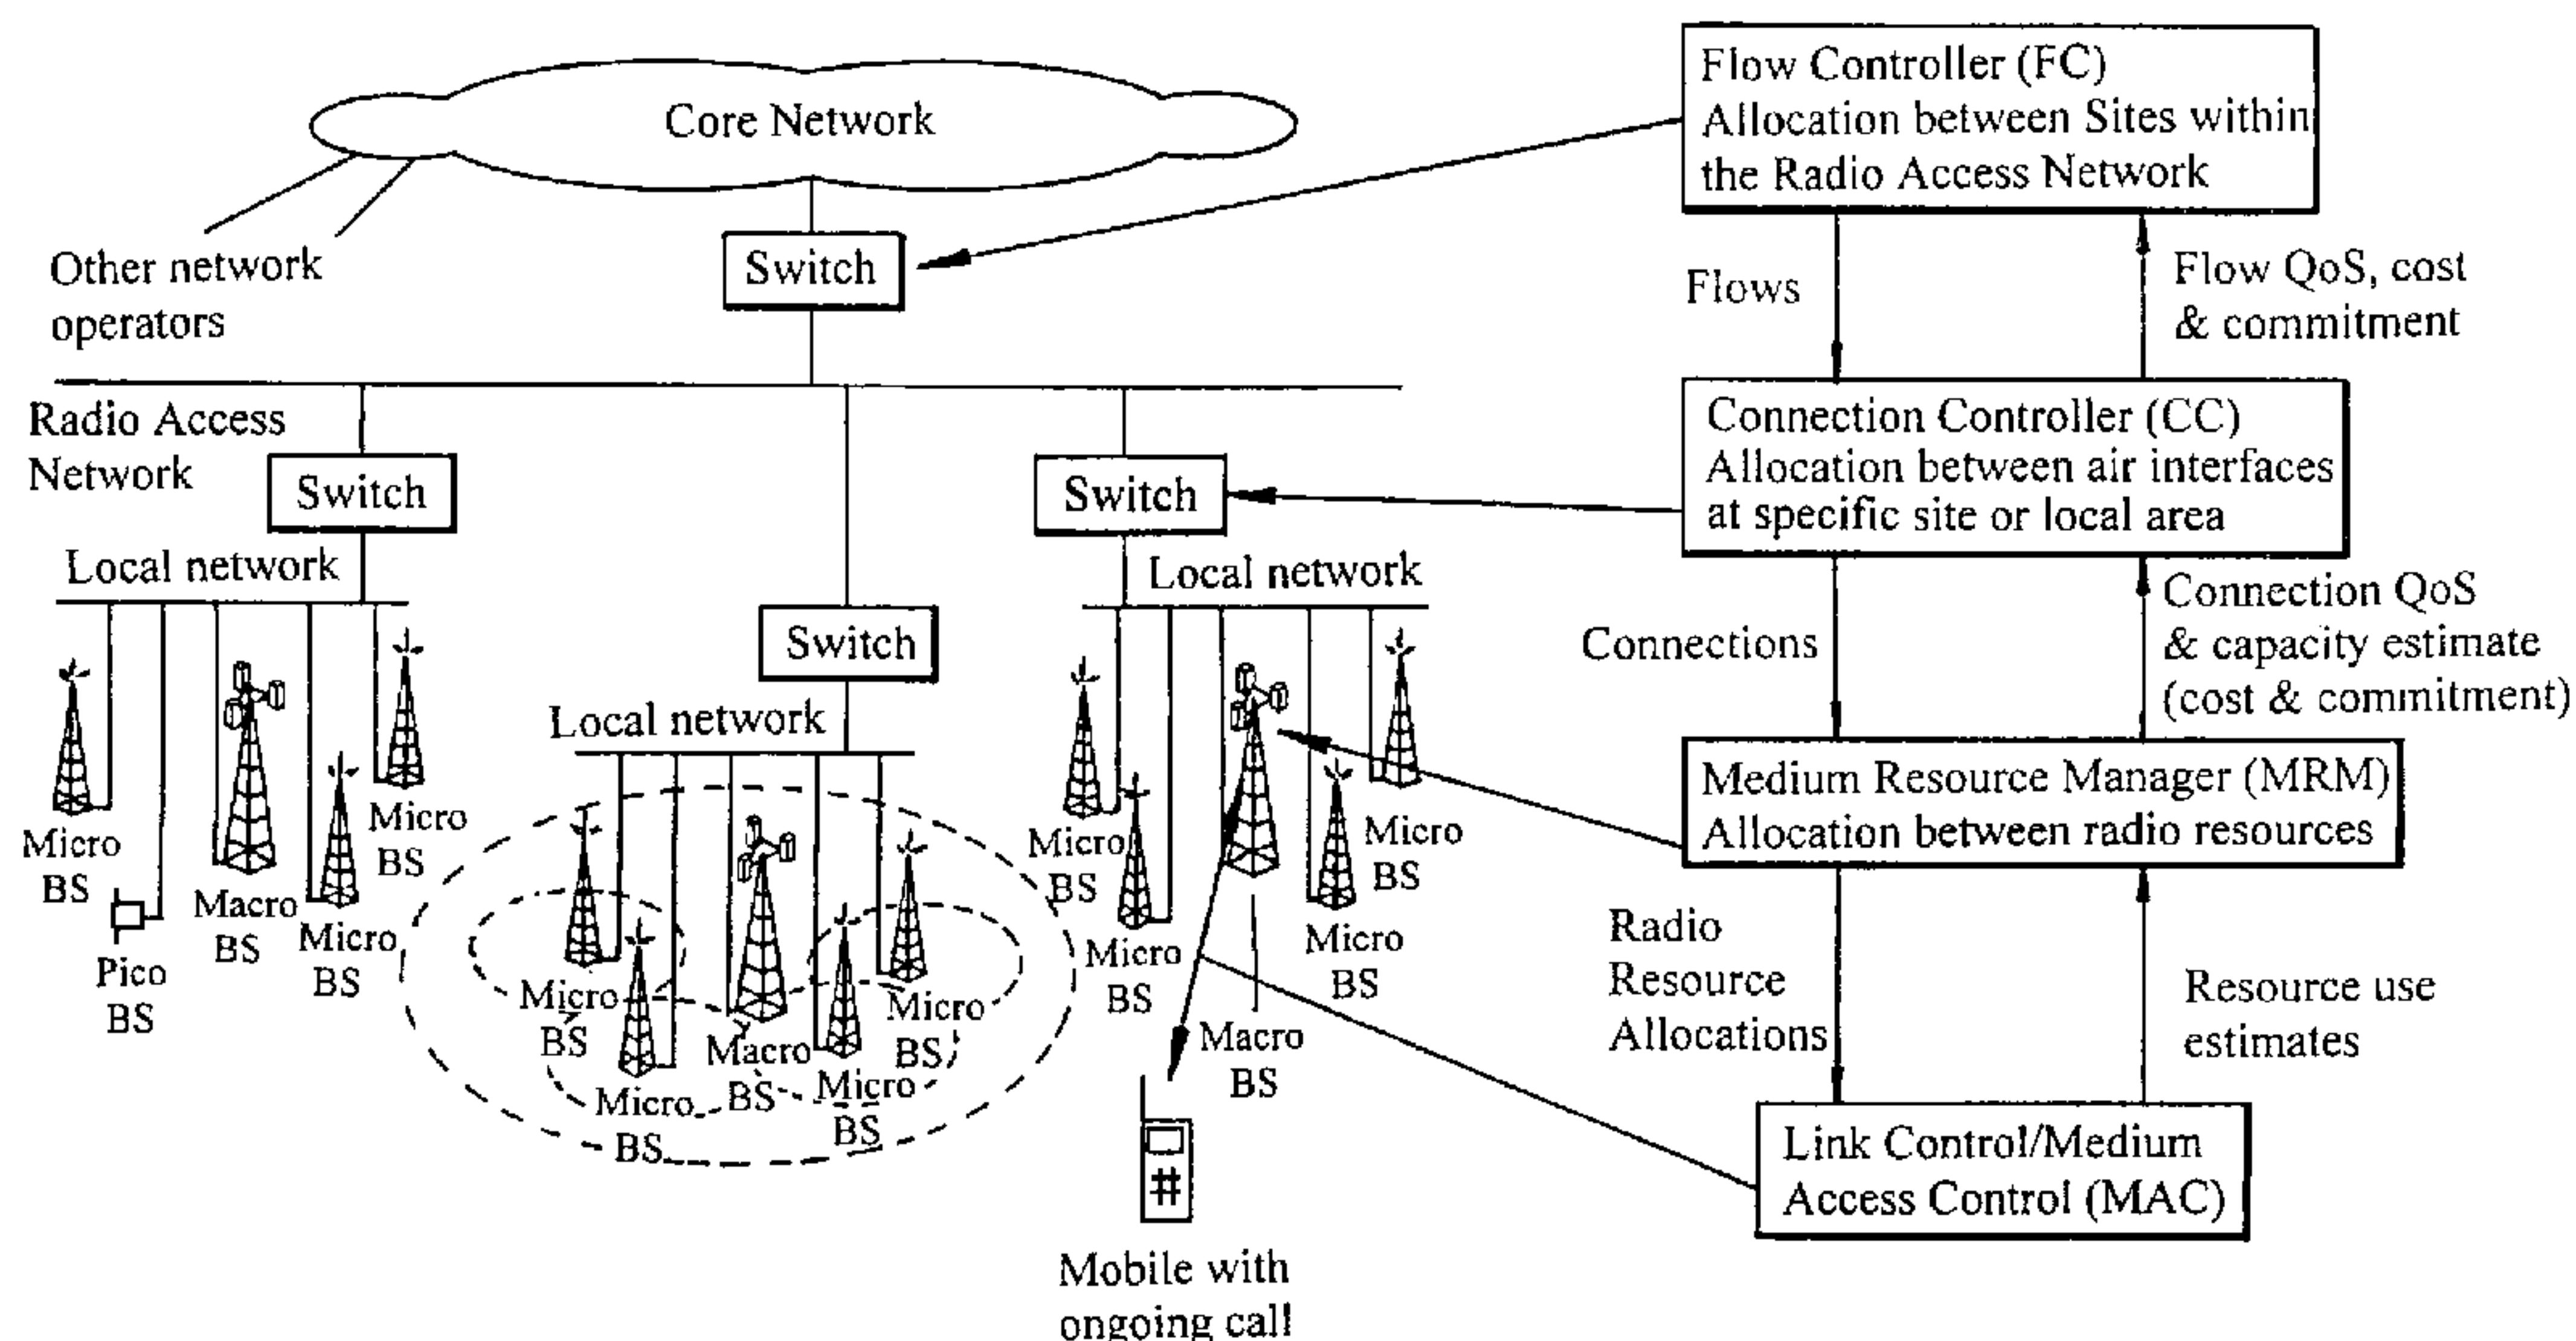 Core Network
Other network
operators
Switch
Radio Access
Network
Switch
Switch
Switch
Local network
Local network
Local network
Micro
BS
Pico
BS
Macro
BS
Micro
BS
Micro
BS
Micro
BS
Micro
BS
Macro
BS
Micro
BS
Micro
BS
Micro
BS
Micro
BS
Macro
BS
Micro
BS
Micro
BS
#
Mobile with
ongoing call
Flow Controller (FC)
Allocation between Sites within
the Radio Access Network
Flows
Flow QoS, cost
& commitment
Connection Controller (CC)
Allocation between air interfaces
at specific site or local area
Connections
Connection QoS
& capacity estimate
(cost & commitment)
Medium Resource Manager (MRM)
Allocation between radio resources
Radio
Resource
Allocations
Resource use
estimates
Link Control/Medium
Access Control (MAC)